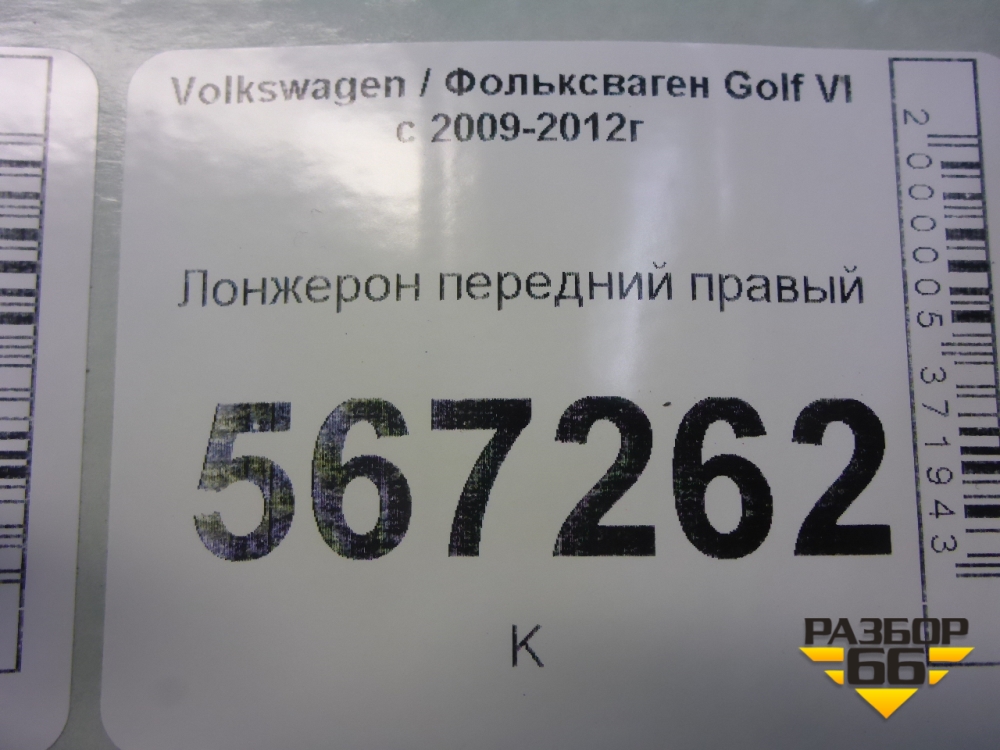 Volkswagen / Фольксваген Golf VI
с 2009-2012г
Лонжерон передний правый
567262
К
2000005371943
РАЗБОР
66